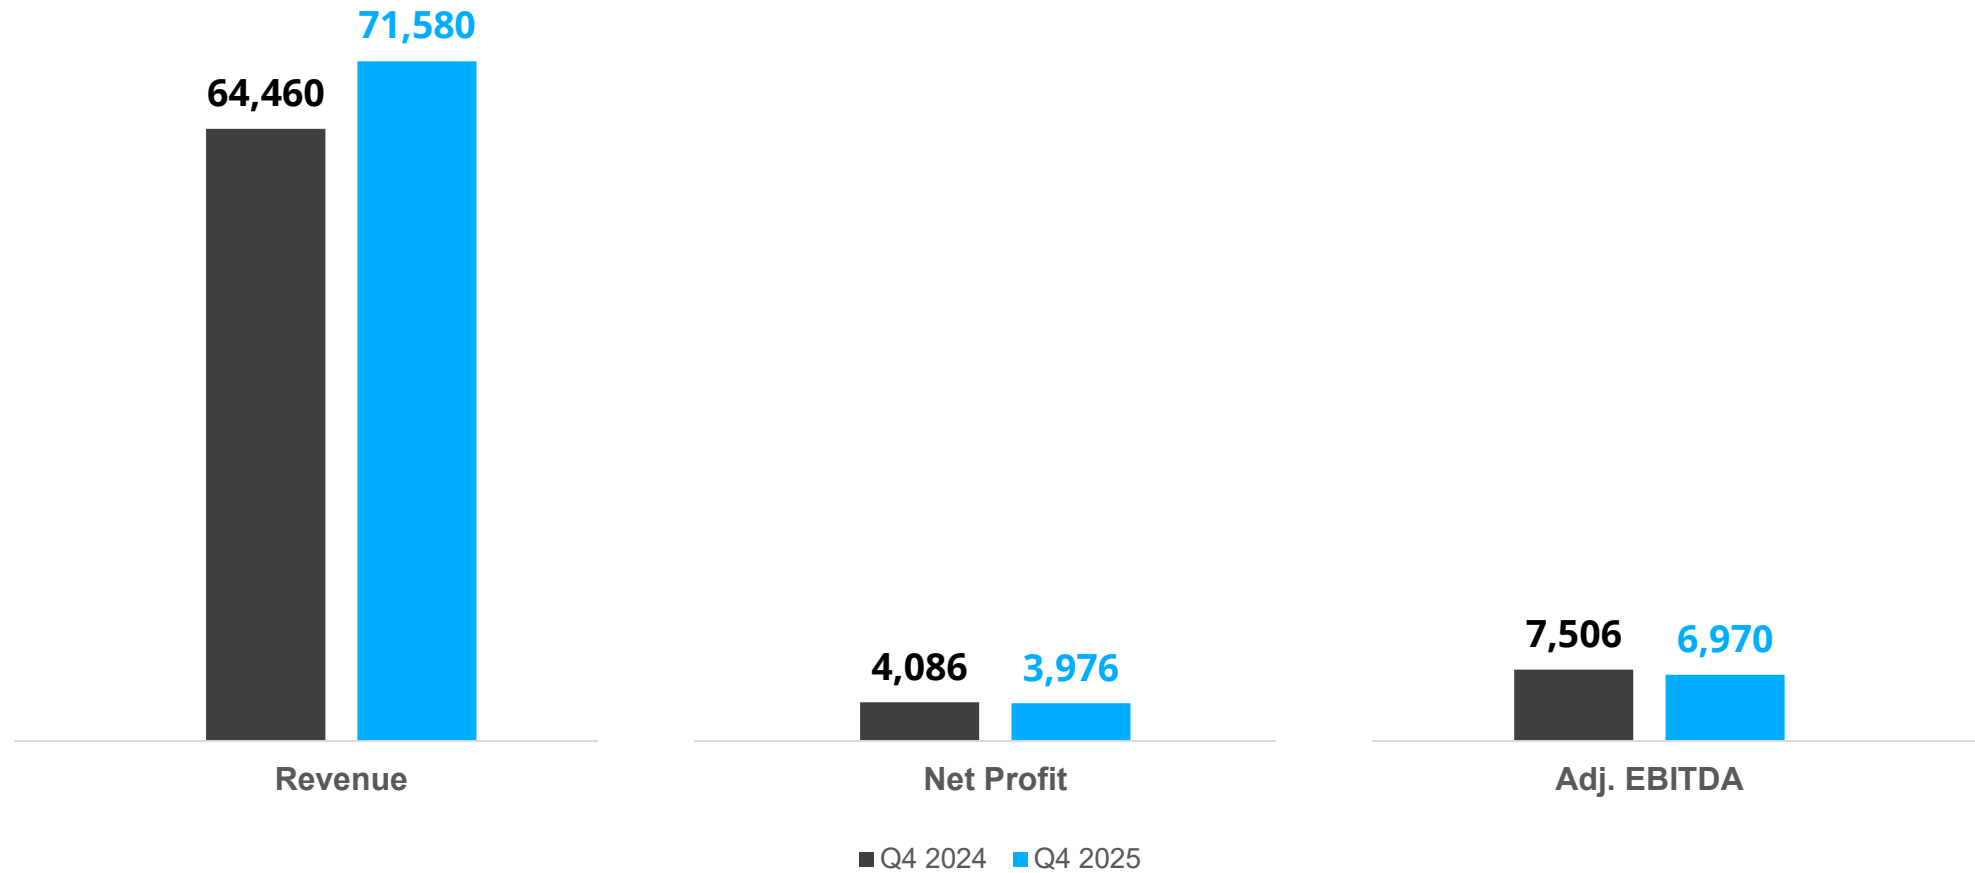 71,580
64,460
4,086
3,976
7,506
6,970
Revenue
Net Profit
Adj. EBITDA
Q4 2024
Q4 2025